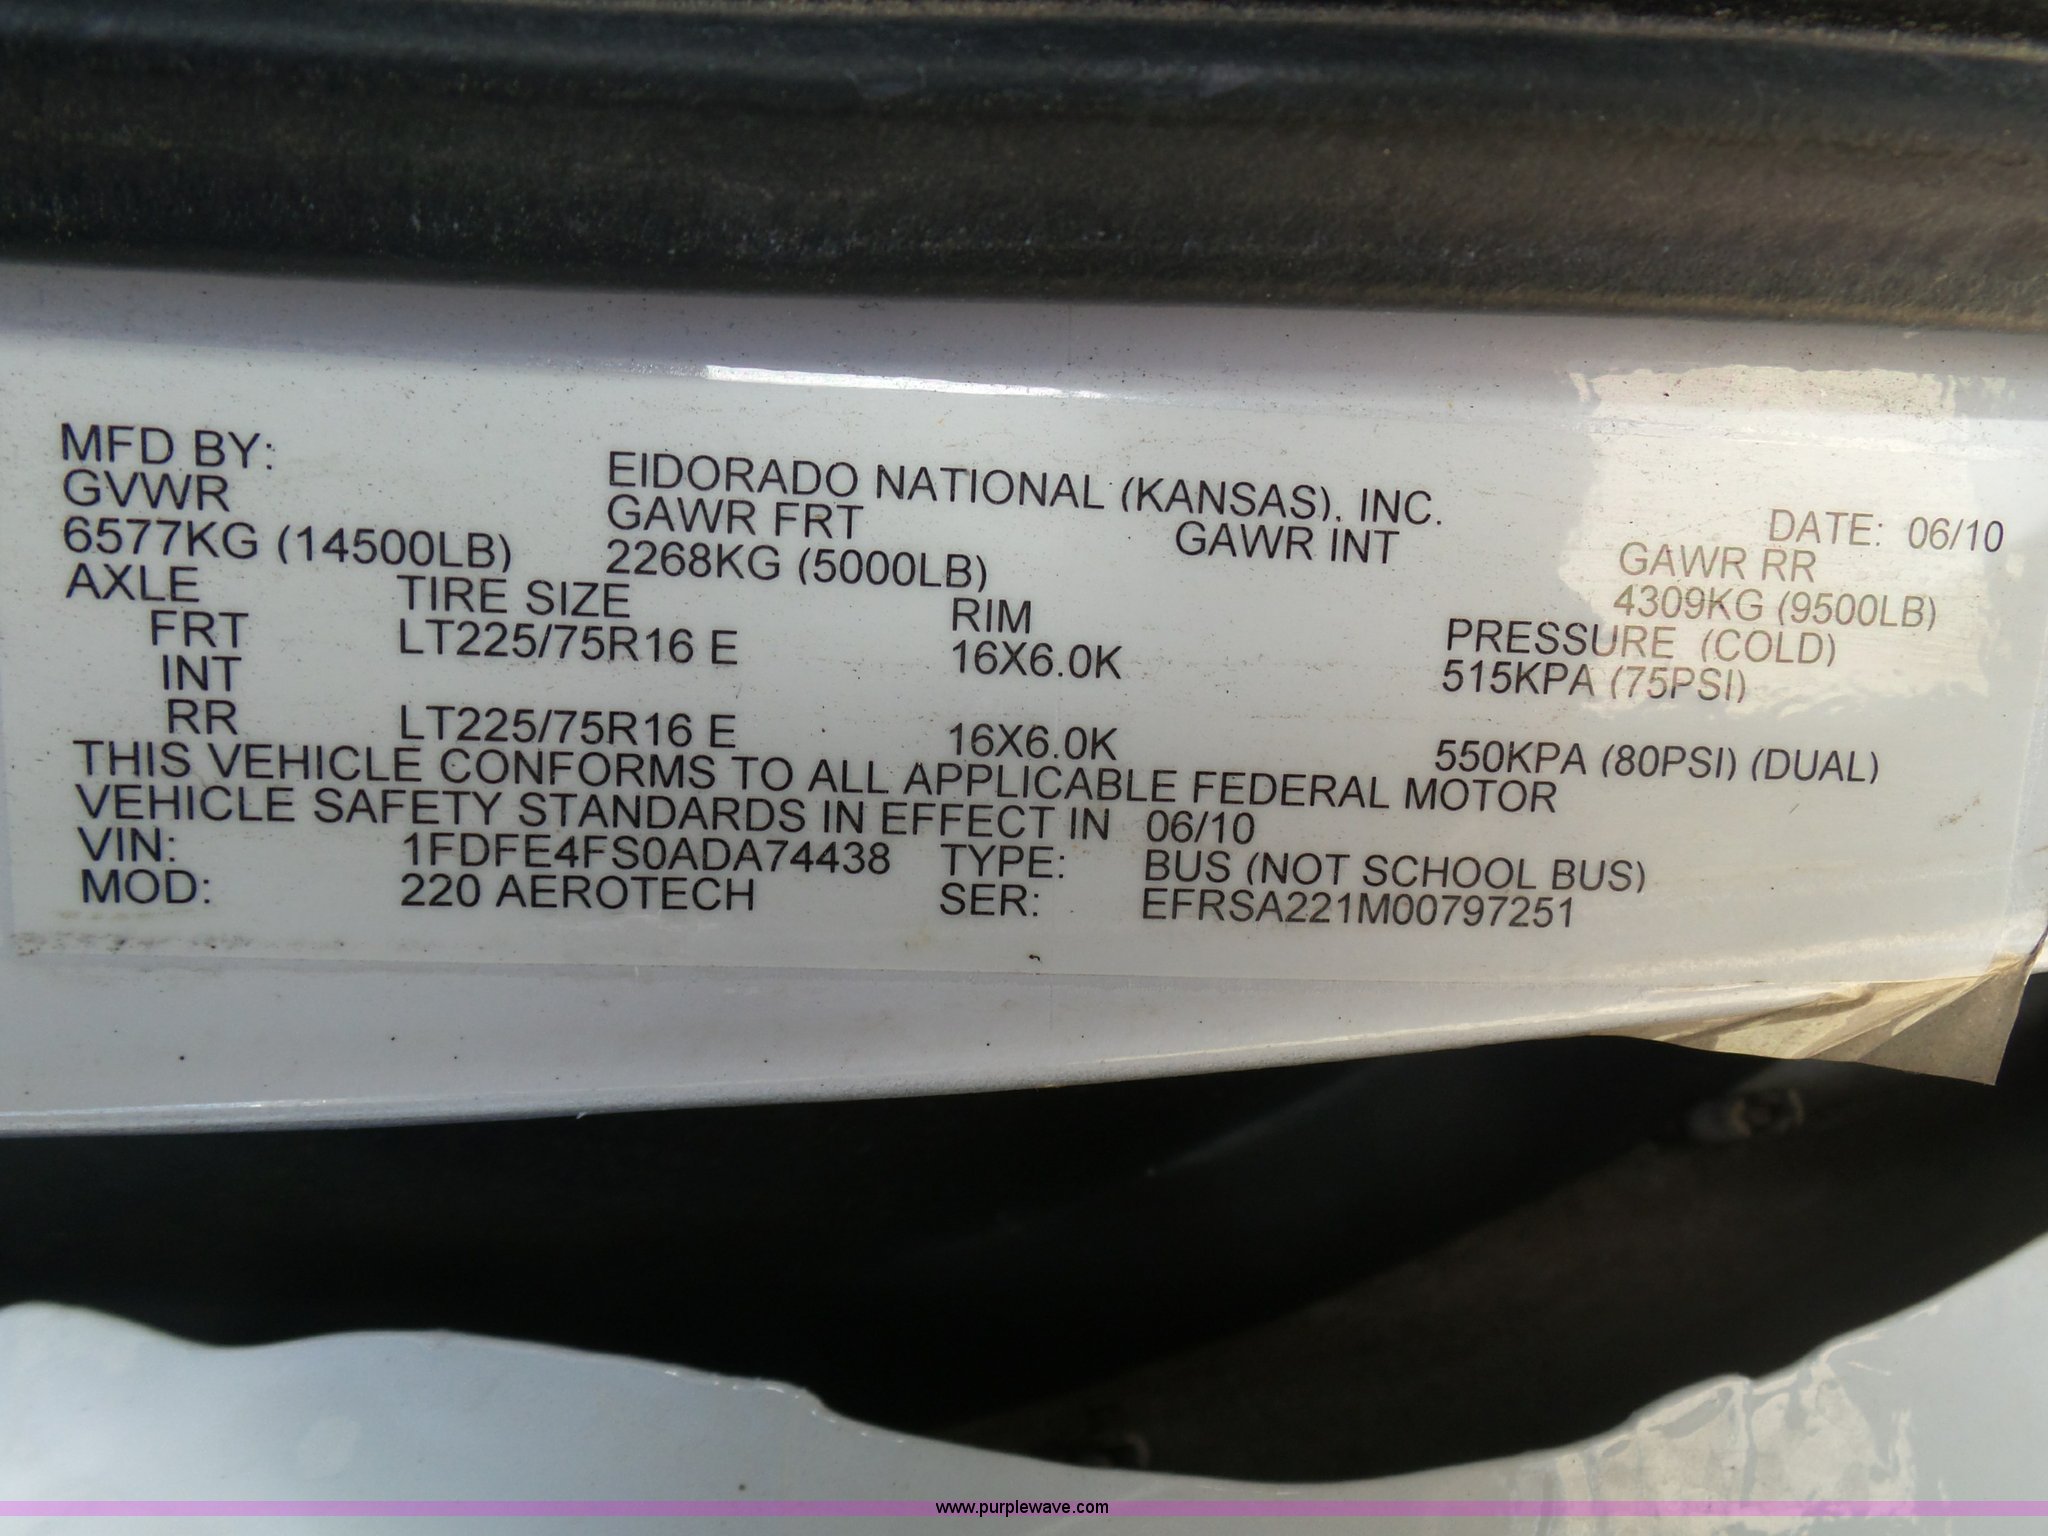 MFD BY: EIDORADO NATIONAL (KANSAS), INC. DATE: 06/10
GVWR GAWR FRT GAWR INT GAWR RR
6577KG (14500LB) 2268KG (5000LB) 4309KG (9500LB)
AXLE TIRE SIZE RIM PRESSURE (COLD)
FRT LT225/75R16 E 16X6.0K 515KPA (75PSI)
INT
RR LT225/75R16 E 16X6.0K 550KPA (80PSI) (DUAL)
THIS VEHICLE CONFORMS TO ALL APPLICABLE FEDERAL MOTOR
VEHICLE SAFETY STANDARDS IN EFFECT IN 06/10
VIN: 1FDFE4FS0ADA74438 TYPE: BUS (NOT SCHOOL BUS)
MOD: 220 AEROTECH SER: EFRSA221M00797251
www.purplewave.com